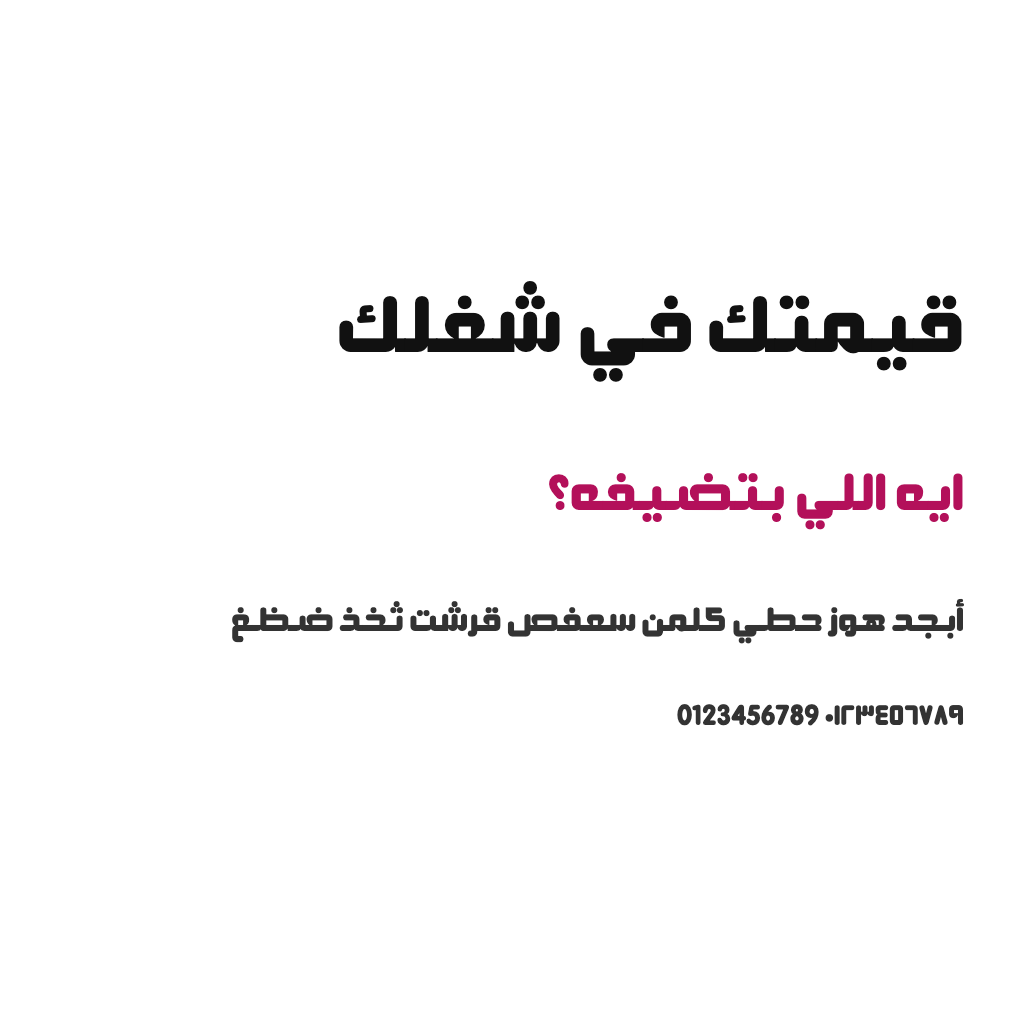 قيمتك في شغلك
ايه اللي بتضيفه؟
أبجد هوز حطي كلمن سعفص قرشت ثخذ ضظغ
0123456789 ٠١٢٣٤٥٦٧٨٩